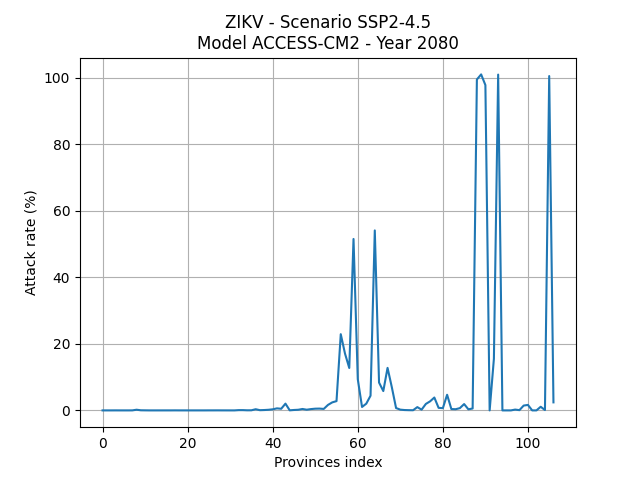 ZIKV - Scenario SSP2-4.5
Model ACCESS-CM2 - Year 2080
100
80
60
40
20
0
Attack rate (%)
0 20 40 60 80 100
Provinces index